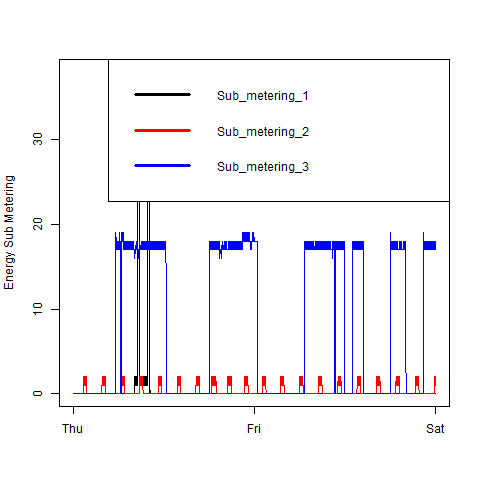 Sub_metering_1
Sub_metering_2
Sub_metering_3
Energy Sub Metering
30
20
10
0
Thu
Fri
Sat